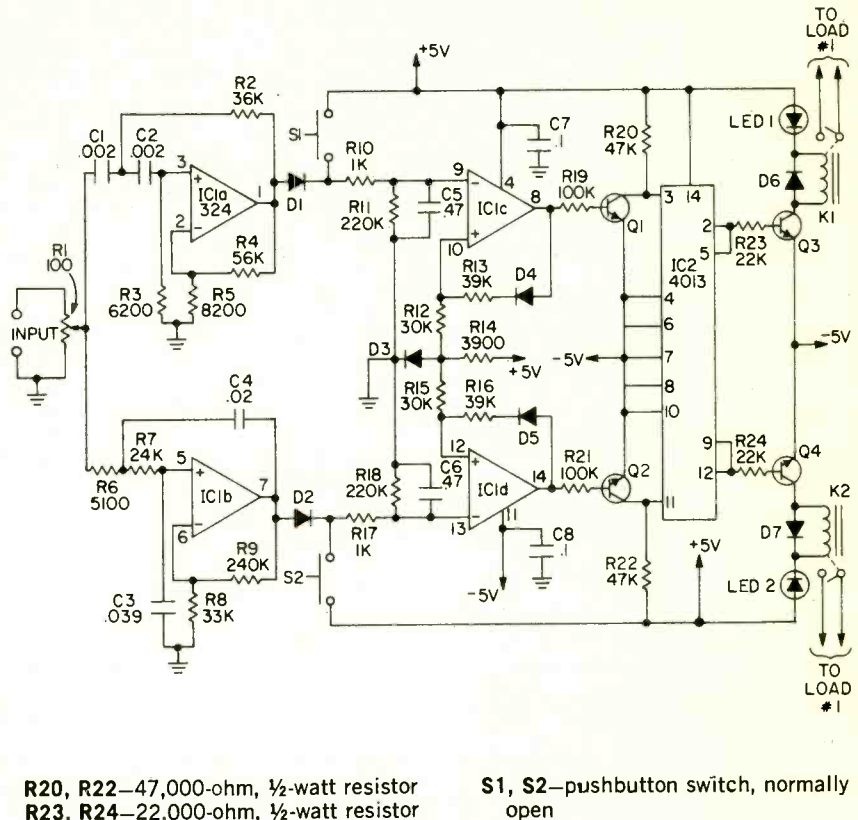 TO
LOAD
#1
+5V
R2
36K
C1
.002
C2
.002
S1
R10
1K
C7
.1
R20
47K
LED 1
D6
K1
3
IC1a
324
1
2
D1
R11
220K
C5
47
9
4
8
IC1c
10
R19
100K
Q1
3
14
2
5
R23
22K
Q3
R1
100
R4
56K
R3
6200
R5
8200
INPUT
R13
39K
D4
R12
30K
IC2
4013
4
6
7
8
10
D3
R14
3900
+5V
-5V
-5V
R15
30K
R16
39K
D5
C4
.02
R7
24K
R6
5100
5
IC1b
7
6
D2
R18
220K
C6
47
12
14
IC1d
11
13
R21
100K
Q2
9
12
11
R24
22K
Q4
R17
1K
R9
240K
S2
C8
.1
-5V
R22
47K
+5V
K2
D7
LED 2
C3
.039
R8
33K
TO
LOAD
#1
R20, R22—47,000-ohm, ½-watt resistor
R23, R24—22,000-ohm, ½-watt resistor
S1, S2—pushbutton switch, normally
open